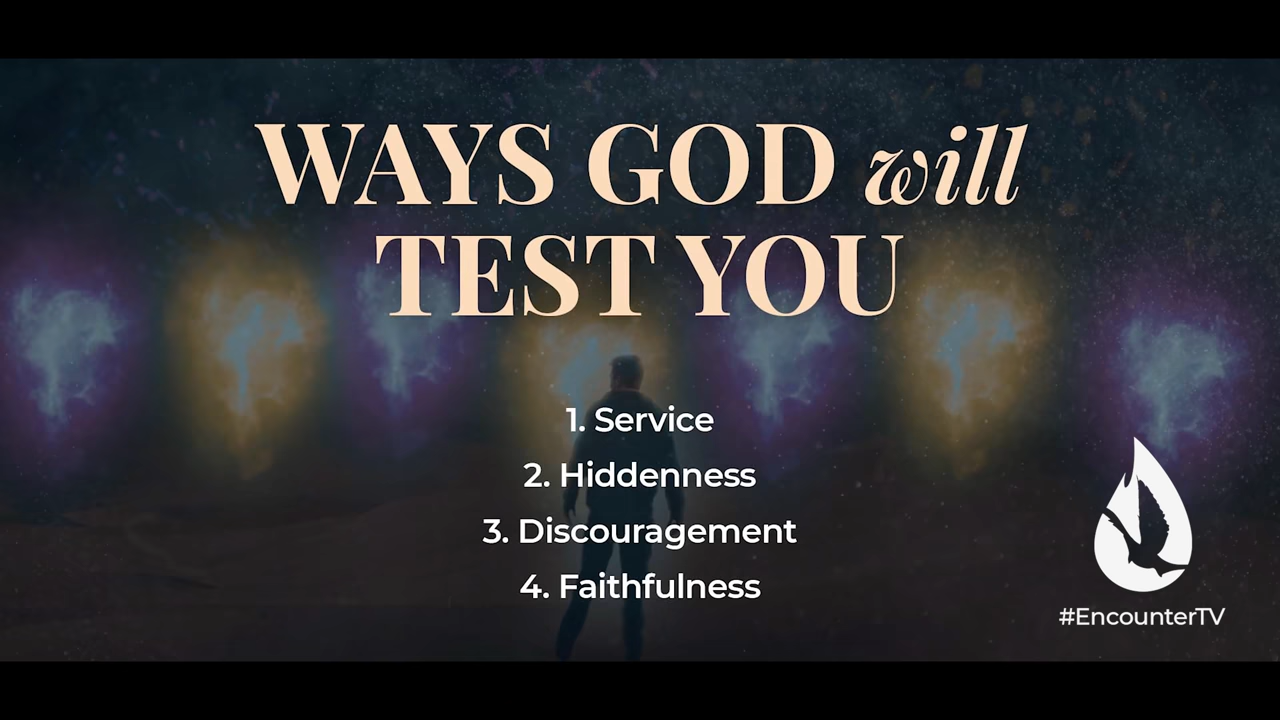 WAYS GOD will
TEST YOU
1. Service
2. Hiddenness
3. Discouragement
4. Faithfulness
#EncounterTV